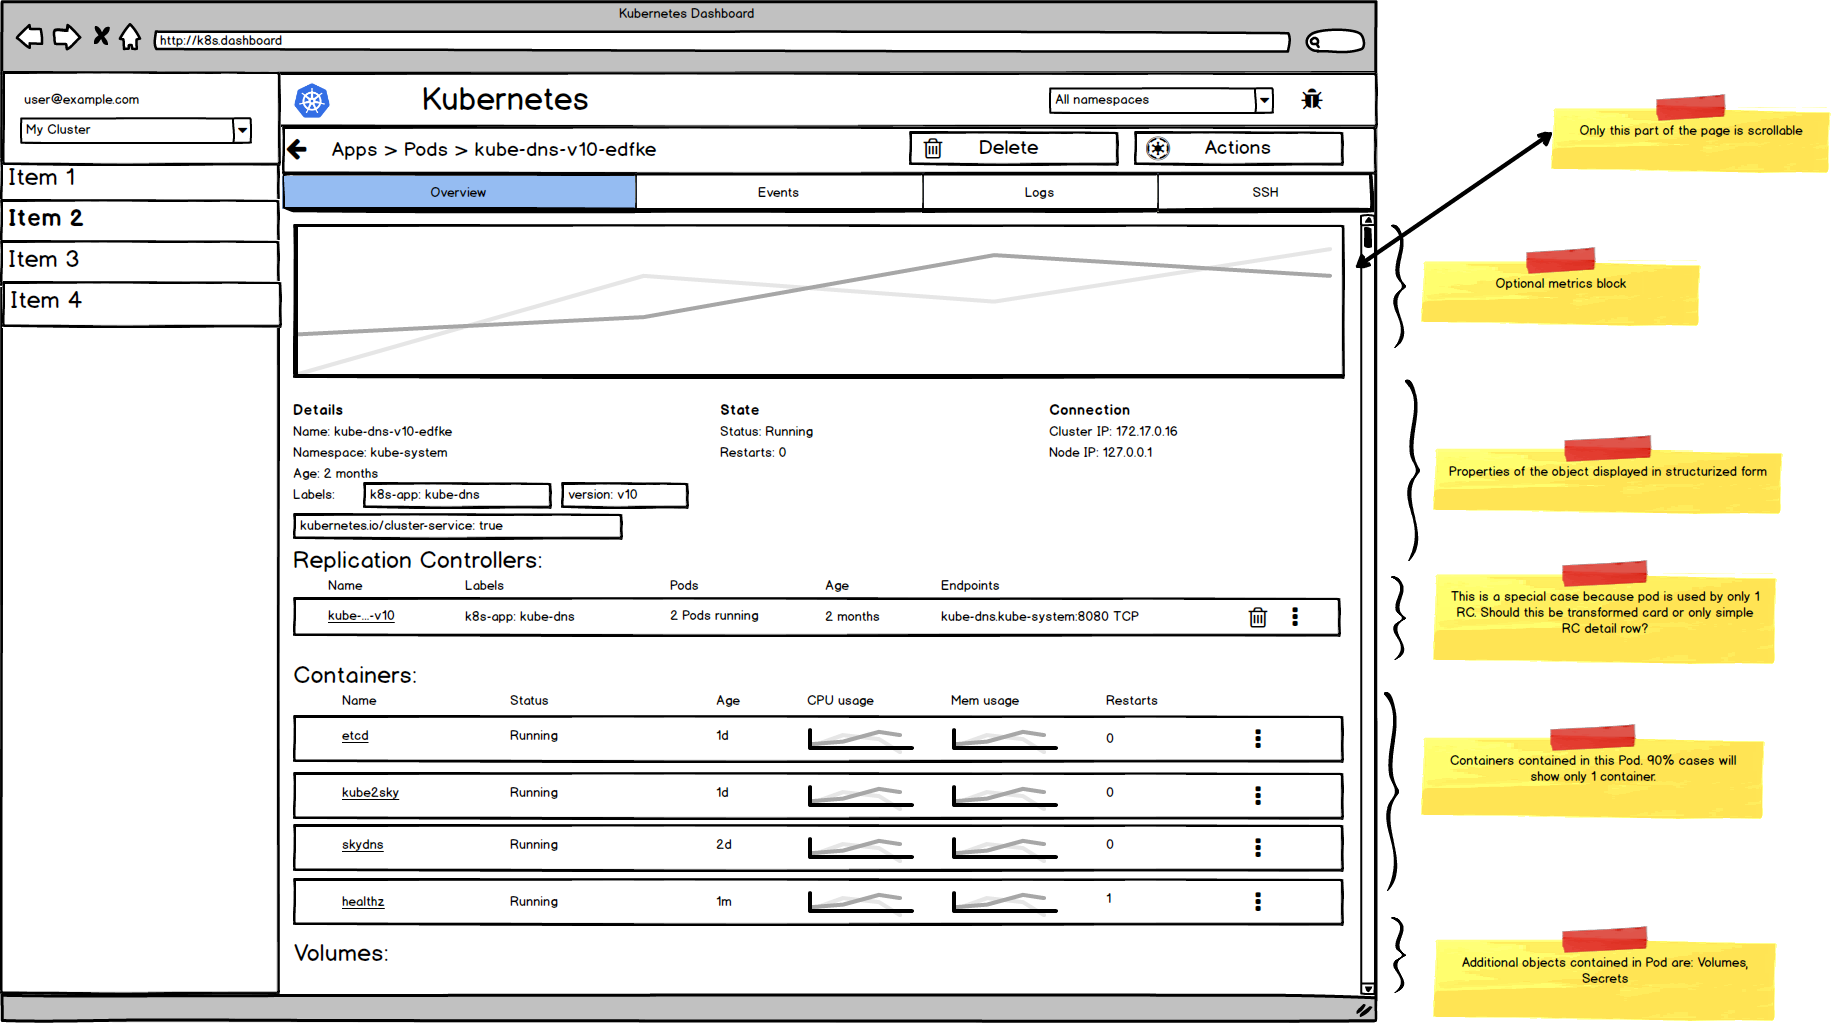 Kubernetes Dashboard
http://k8s.dashboard
user@example.com
My Cluster
Item 1
Item 2
Item 3
Item 4
Kubernetes
All namespaces
Apps > Pods > kube-dns-v10-edfke
Delete
Actions
Overview
Events
Logs
SSH
Details
Name: kube-dns-v10-edfke
Namespace: kube-system
Age: 2 months
Labels:
k8s-app: kube-dns
version: v10
kubernetes.io/cluster-service: true
State
Status: Running
Restarts: 0
Connection
Cluster IP: 172.17.0.16
Node IP: 127.0.0.1
Replication Controllers:
Name Labels Pods Age Endpoints
kube-...-v10 k8s-app: kube-dns 2 Pods running 2 months kube-dns.kube-system:8080 TCP
Containers:
Name Status Age CPU usage Mem usage Restarts
etcd Running 1d 0
kube2sky Running 1d 0
skydns Running 2d 0
healthz Running 1m 1
Volumes:
Only this part of the page is scrollable
Optional metrics block
Properties of the object displayed in structurized form
This is a special case because pod is used by only 1
RC. Should this be transformed card or only simple
RC detail row?
Containers contained in this Pod. 90% cases will
show only 1 container.
Additional objects contained in Pod are: Volumes,
Secrets